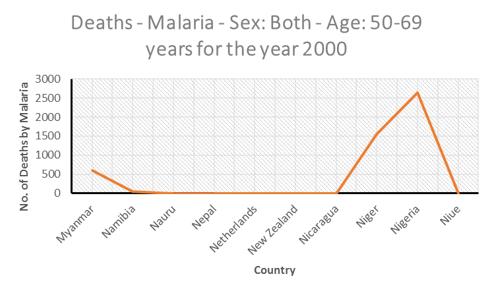 Deaths - Malaria - Sex: Both - Age: 50-69
years for the year 2000
No. of Deaths by Malaria
3000
2500
2000
1500
1000
500
0
Myanmar
Namibia
Nauru
Nepal
Netherlands
New Zealand
Nicaragua
Niger
Nigeria
Niue
Country